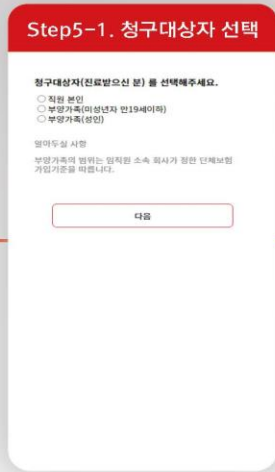 Step5-1. 청구대상자 선택
청구대상자(진료받으신 분) 를 선택해주세요.
직원 본인
부양가족(미성년자 만19세이하)
부양가족(성인)
알아두실 사항
부양가족의 범위는 임직원 소속 회사가 정한 단체보험
가입기준을 따릅니다.
다음